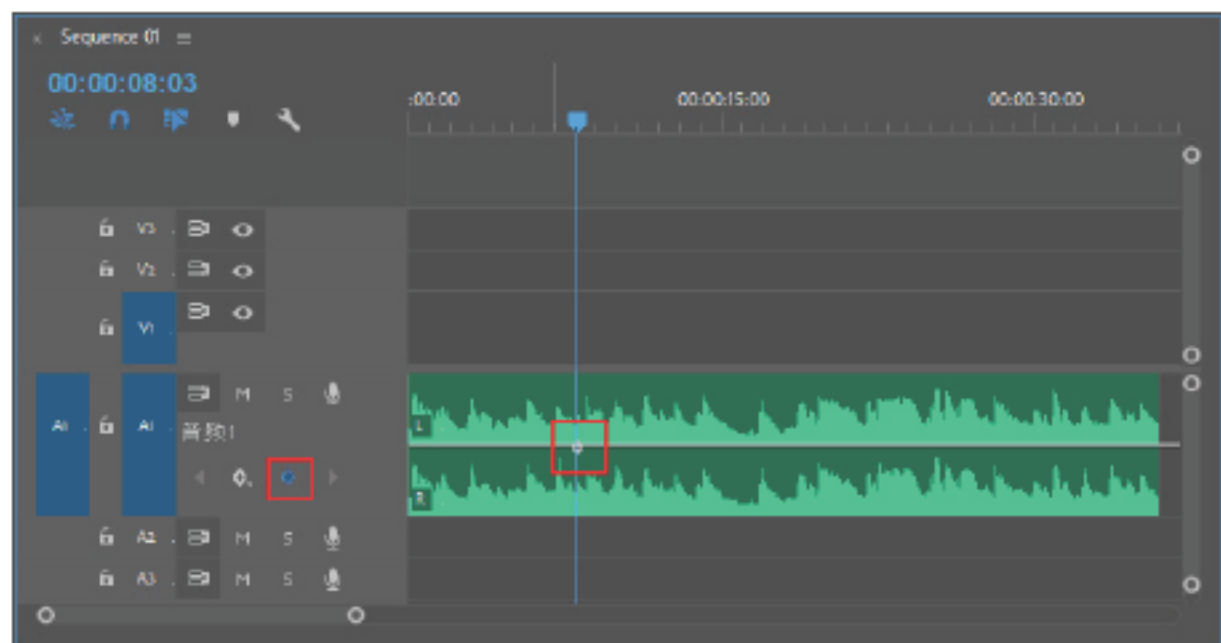 × Sequence 01 ≡
00:00:08:03
:00:00 00:00:15:00 00:00:30:00
V3
V2
V1
A1 A1 M S
音频1
L
R
A2 M S
A3 M S